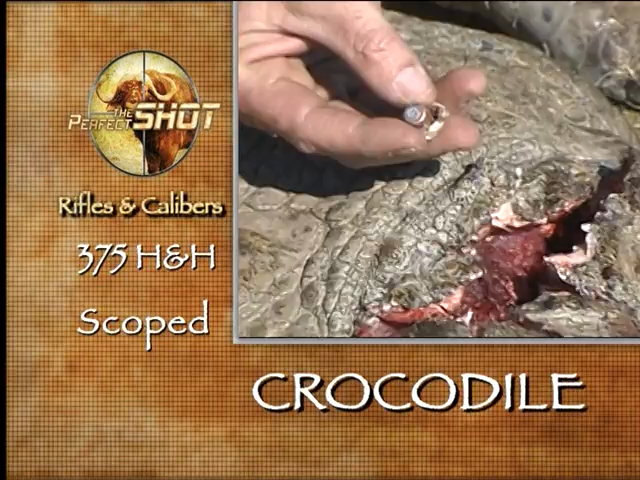 THE
PERFECT SHOT
Rifles & Calibers
375 H&H
Scoped
CROCODILE